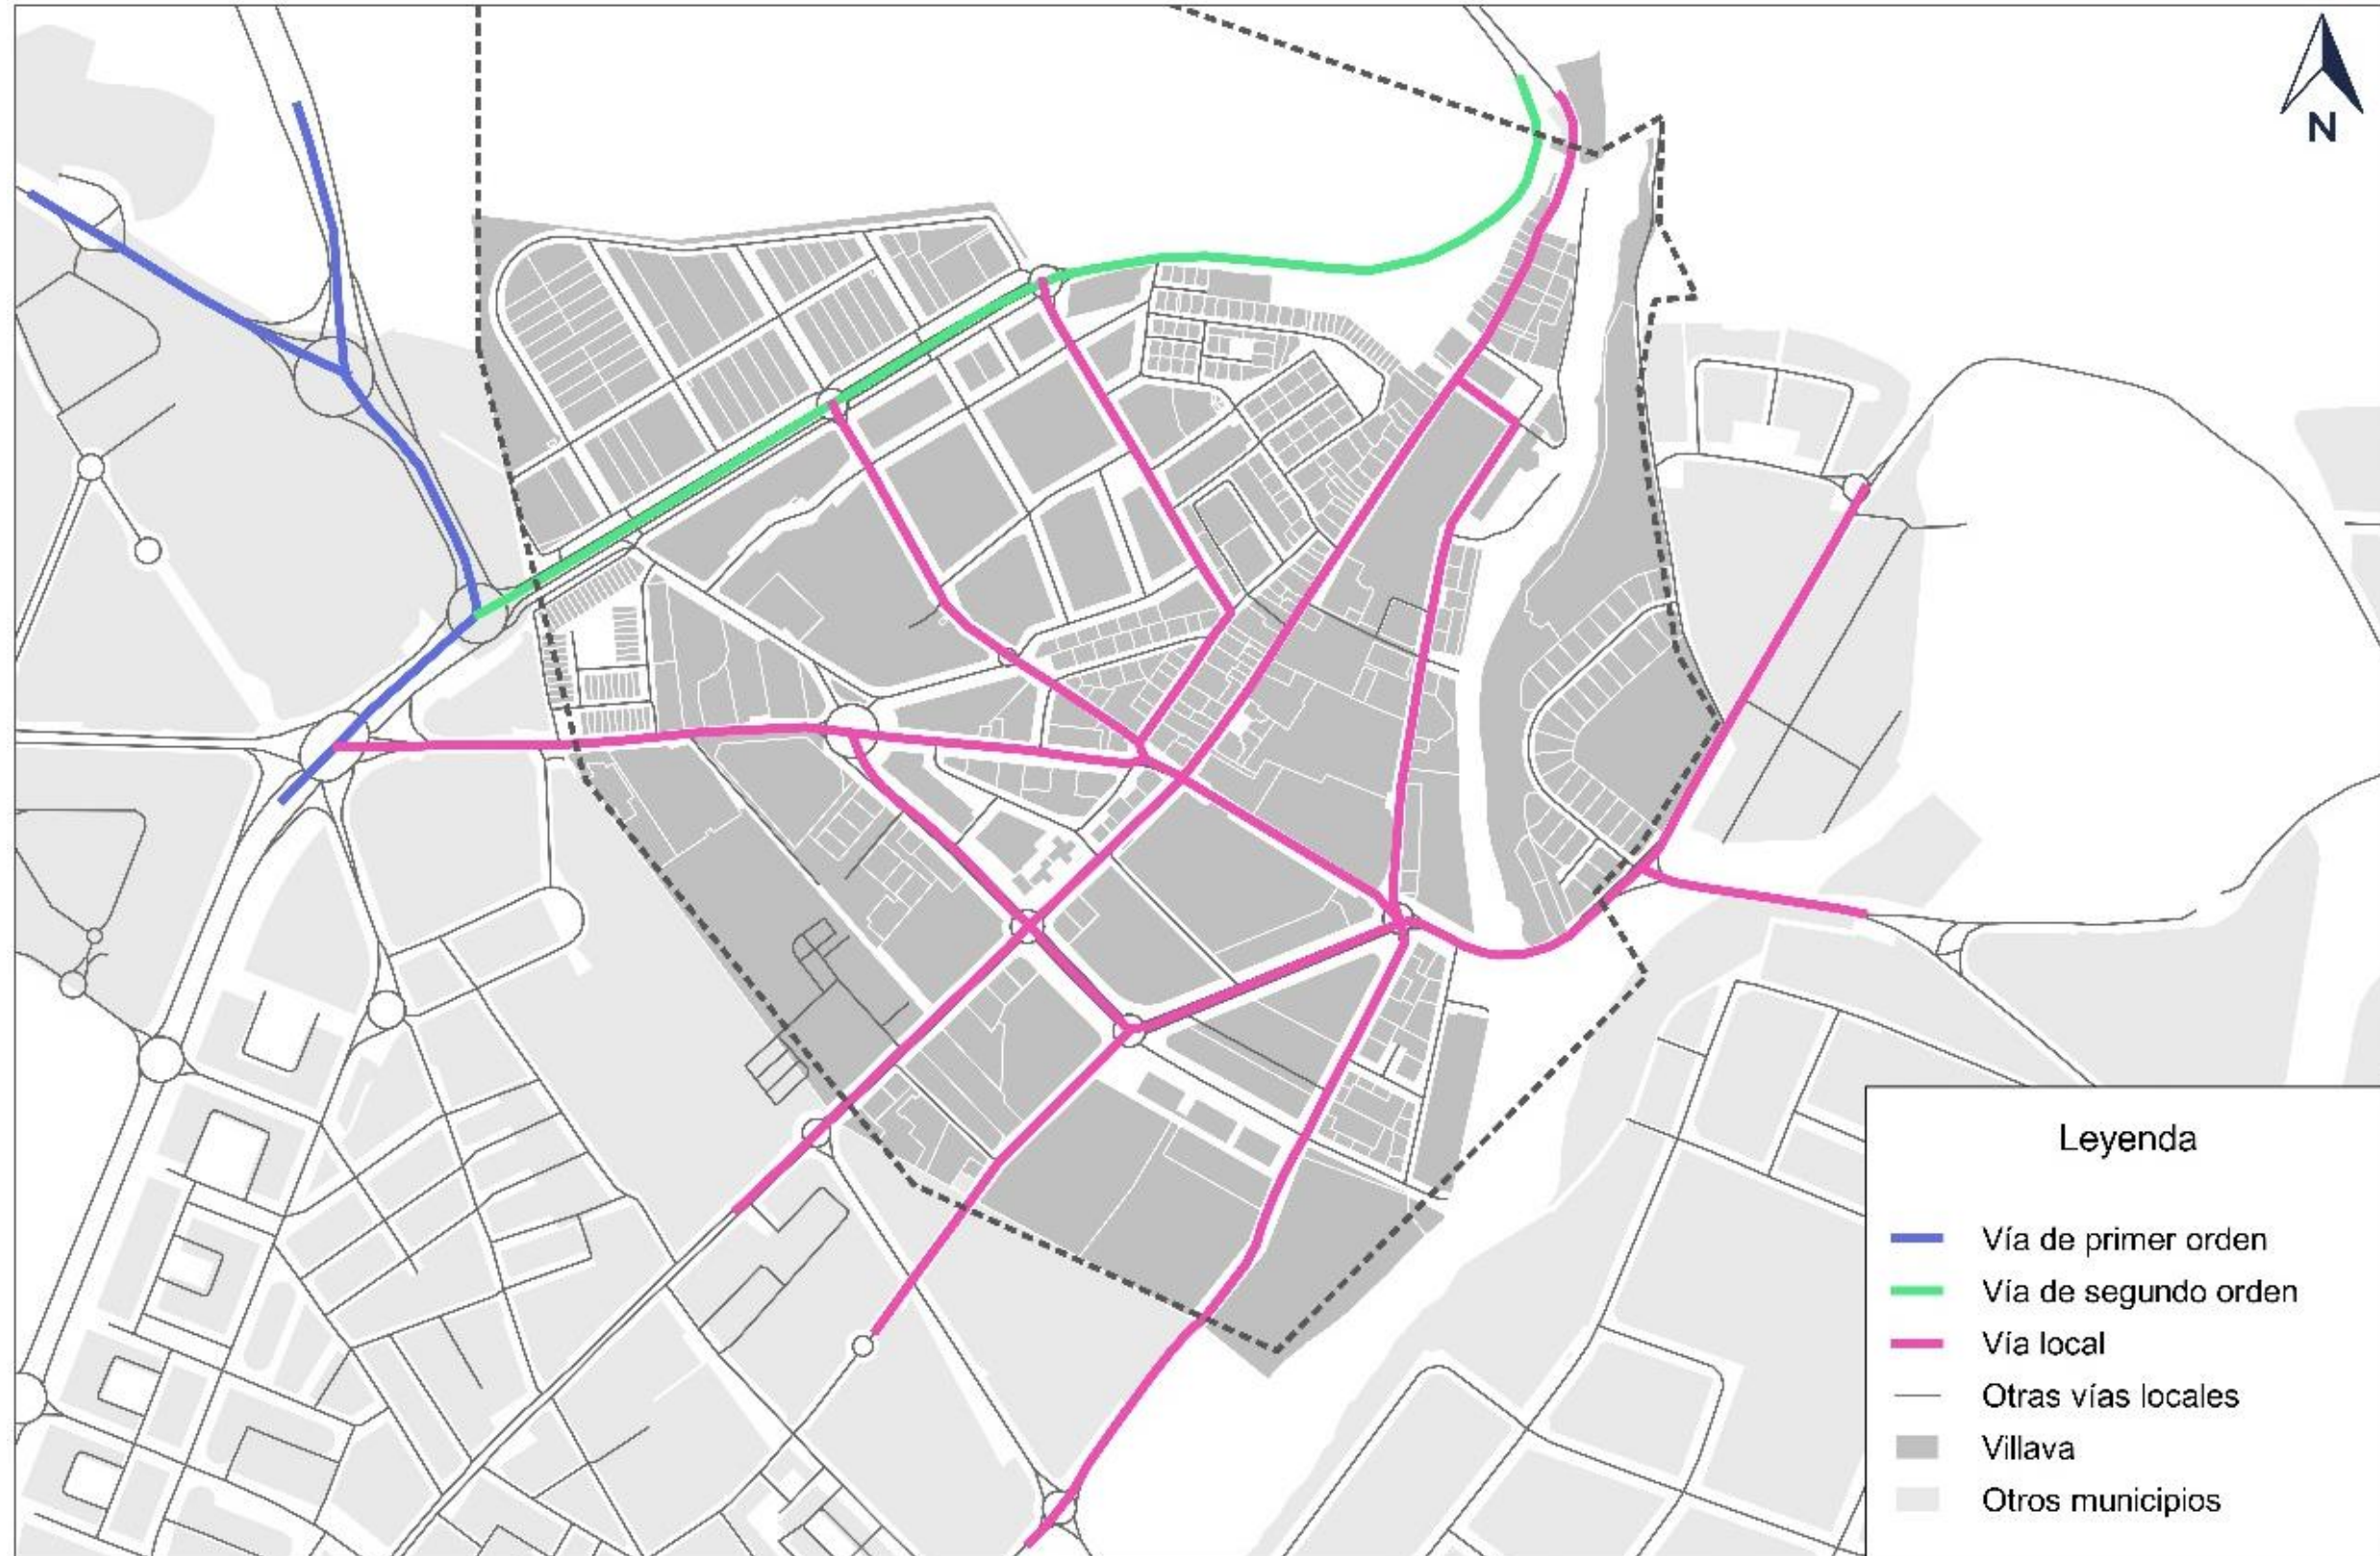 N
Leyenda
Vía de primer orden
Vía de segundo orden
Vía local
Otras vías locales
Villava
Otros municipios